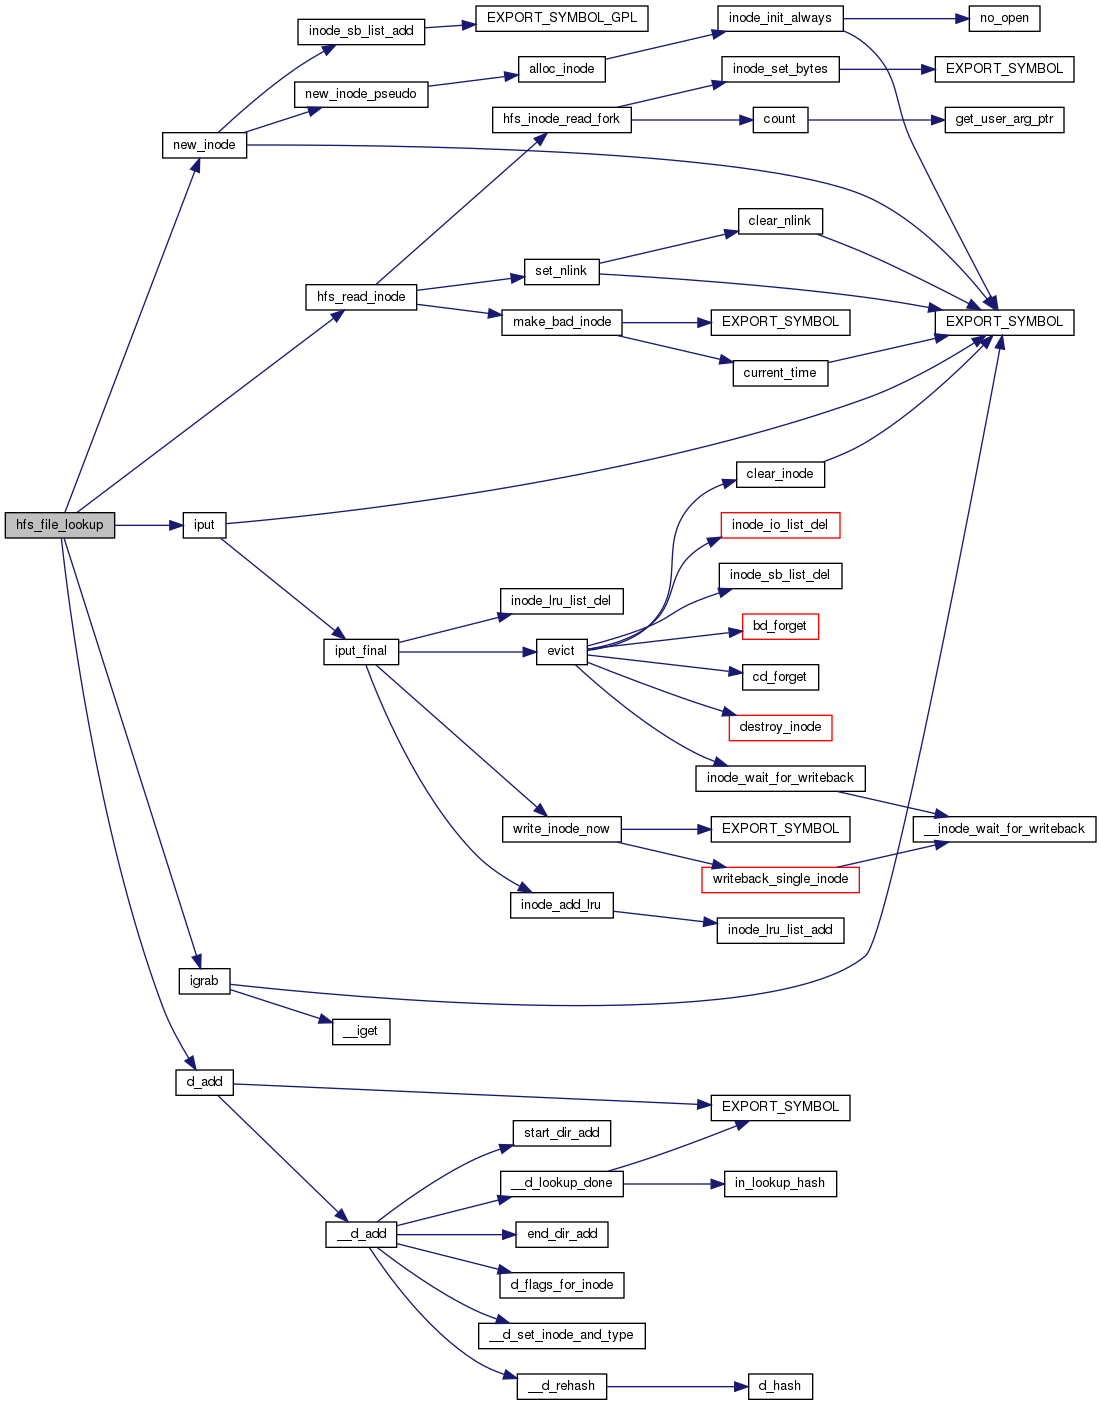 inode_sb_list_add
EXPORT_SYMBOL_GPL
inode_init_always
no_open
new_inode_pseudo
alloc_inode
inode_set_bytes
EXPORT_SYMBOL
new_inode
hfs_inode_read_fork
count
get_user_arg_ptr
clear_nlink
set_nlink
hfs_read_inode
make_bad_inode
EXPORT_SYMBOL
EXPORT_SYMBOL
current_time
clear_inode
hfs_file_lookup
iput
inode_io_list_del
inode_sb_list_del
inode_lru_list_del
bd_forget
iput_final
evict
cd_forget
destroy_inode
inode_wait_for_writeback
write_inode_now
EXPORT_SYMBOL
__inode_wait_for_writeback
writeback_single_inode
inode_add_lru
inode_lru_list_add
igrab
__iget
d_add
EXPORT_SYMBOL
start_dir_add
__d_lookup_done
in_lookup_hash
__d_add
end_dir_add
d_flags_for_inode
__d_set_inode_and_type
__d_rehash
d_hash